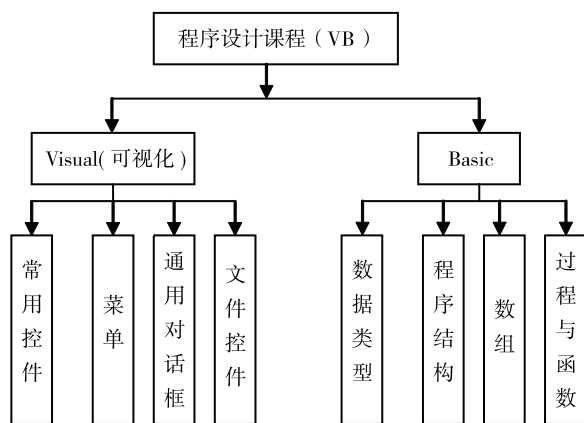 程序设计课程（VB）
Visual(可视化)
Basic
常用控件
菜单
通用对话框
文件控件
数据类型
程序结构
数组
过程与函数